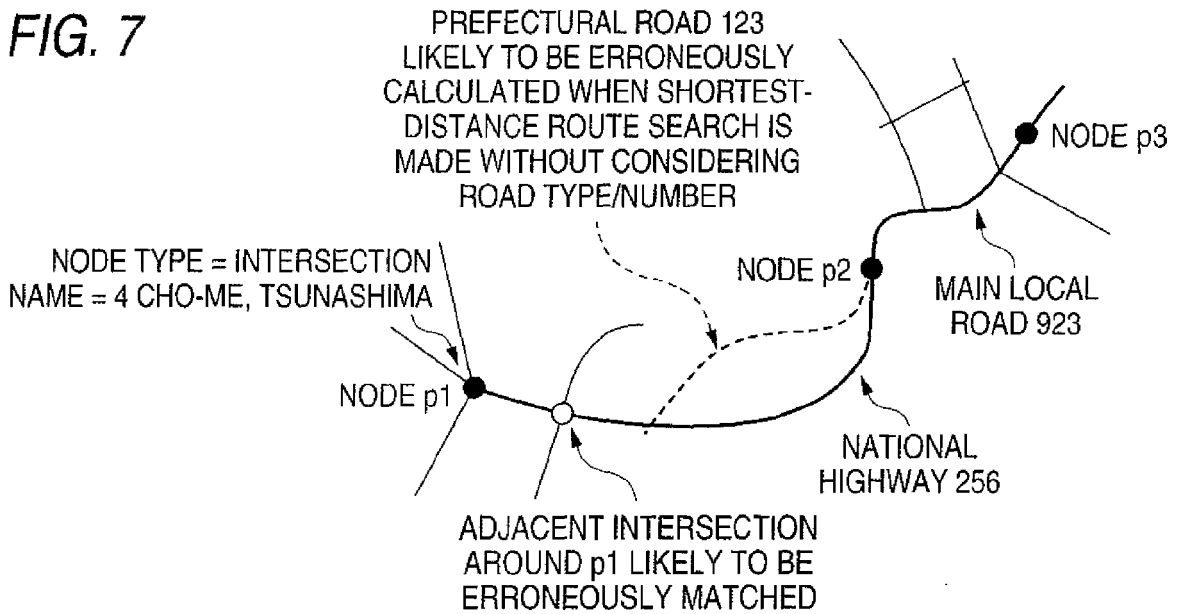 FIG. 7
PREFECTURAL ROAD 123
LIKELY TO BE ERRONEOUSLY
CALCULATED WHEN SHORTEST-
DISTANCE ROUTE SEARCH IS
MADE WITHOUT CONSIDERING
ROAD TYPE/NUMBER
NODE p3
NODE TYPE = INTERSECTION
NAME = 4 CHO-ME, TSUNASHIMA
NODE p2
MAIN LOCAL
ROAD 923
NODE p1
NATIONAL
HIGHWAY 256
ADJACENT INTERSECTION
AROUND p1 LIKELY TO BE
ERRONEOUSLY MATCHED